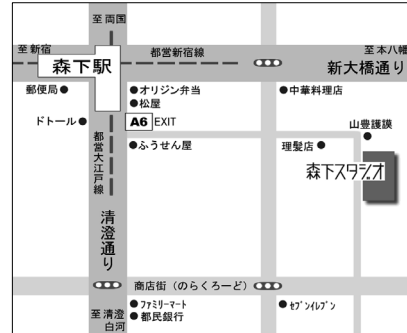 至 両国
至 新宿
都営新宿線
至 本八幡
森下駅
新大橋通り
郵便局
オリジン弁当
松屋
中華料理店
ドトール
A6 EXIT
山豊護謨
都営大江戸線
ふうせん屋
理髪店
森下スタジオ
清澄通り
商店街(のらくろーど)
至 清澄
白河
ファミリーマート
都民銀行
セブンイレブン